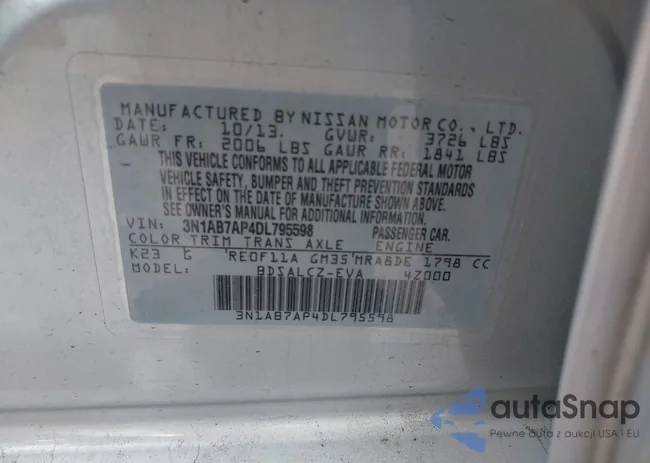 MANUFACTURED BY NISSAN MOTOR CO., LTD.
DATE: 10/13. GVWR: 3726 LBS
GAWR FR: 2006 LBS GAWR RR: 1841 LBS
THIS VEHICLE CONFORMS TO ALL APPLICABLE FEDERAL MOTOR
VEHICLE SAFETY, BUMPER AND THEFT PREVENTION STANDARDS
IN EFFECT ON THE DATE OF MANUFACTURE SHOWN ABOVE.
SEE OWNER'S MANUAL FOR ADDITIONAL INFORMATION.
VIN: 3N1AB7AP4DL795598 PASSENGER CAR.
COLOR TRIM TRANS AXLE ENGINE
K23 G RE0F11A GM35 MRA8DE 1798 CC
MODEL: BDSALCZ-EVA 4Z000
3N1AB7AP4DL795598
autaSnap
Pewne auta z aukcji USA i EU